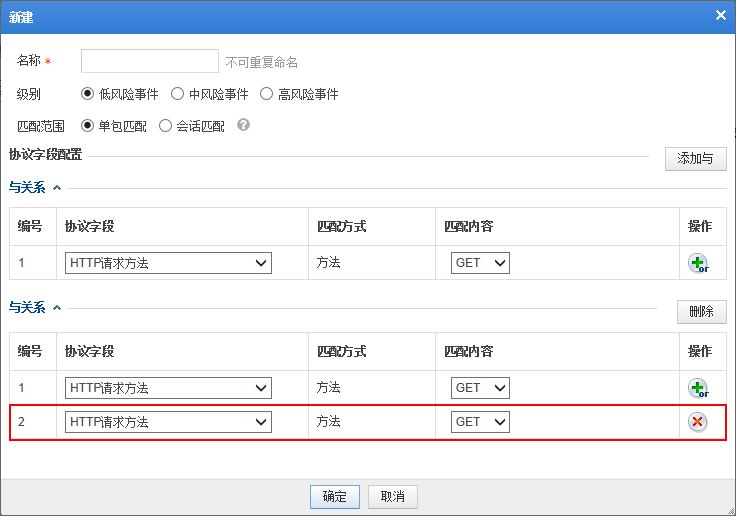 新建
名称 * 不可重复命名
级别 低风险事件 中风险事件 高风险事件
匹配范围 单包匹配 会话匹配 ?
协议字段配置 添加与
与关系
编号 协议字段 匹配方式 匹配内容 操作
1 HTTP请求方法 方法 GET or
与关系 删除
编号 协议字段 匹配方式 匹配内容 操作
1 HTTP请求方法 方法 GET or
2 HTTP请求方法 方法 GET
确定 取消